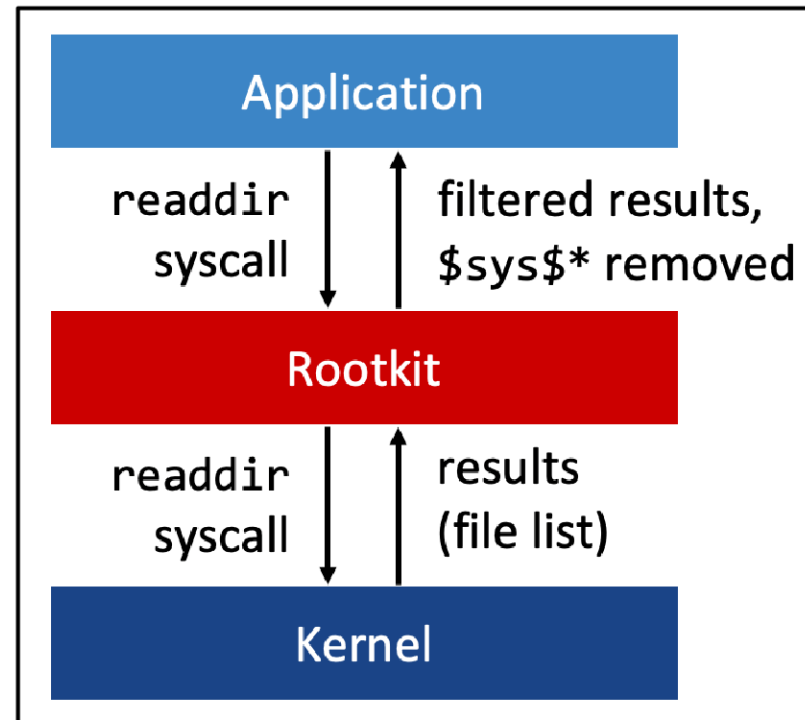 Application
readdir
syscall
filtered results,
$sys$* removed
Rootkit
readdir
syscall
results
(file list)
Kernel